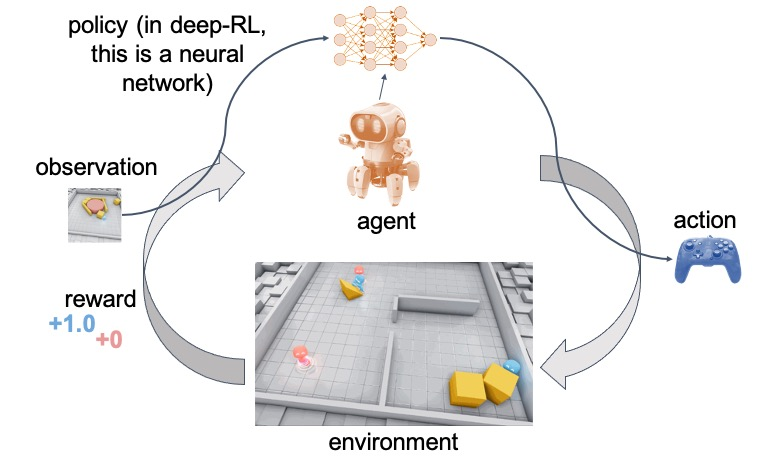 policy (in deep-RL,
this is a neural
network)
observation
agent
action
reward
+1.0
+0
environment